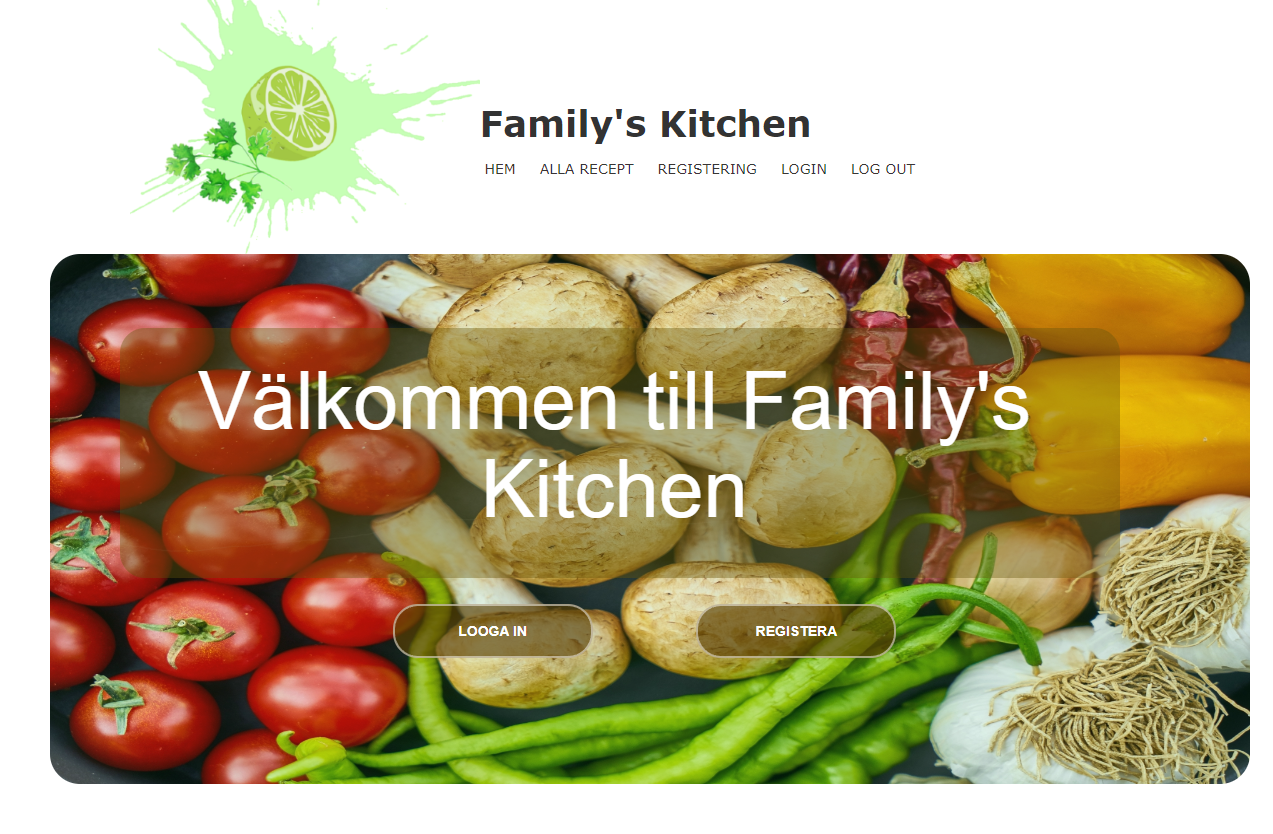 Family's Kitchen
HEM ALLA RECEPT REGISTERING LOGIN LOG OUT
Välkommen till Family's
Kitchen
LOOGA IN REGISTERA